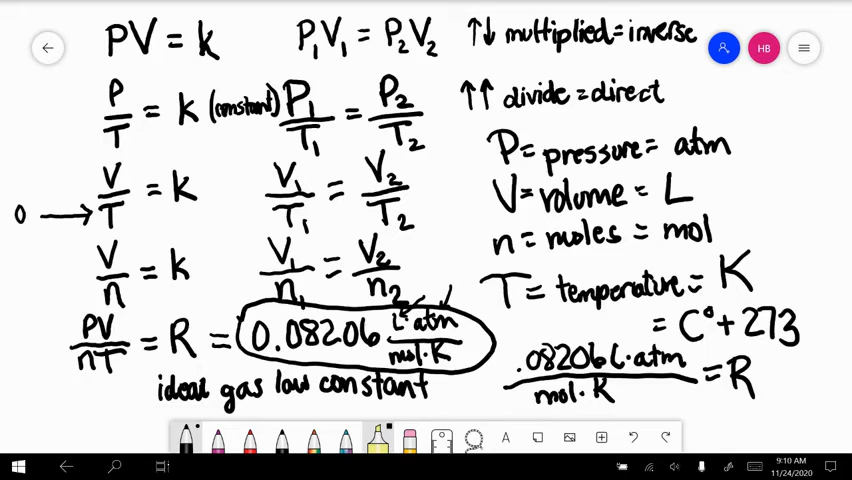 PV = k
P₁V₁ = P₂V₂
↑↓ multiplied = inverse
HB
P/T = k (constant)
P₁/T₁ = P₂/T₂
↑↑ divide = direct
P = pressure = atm
V/T = k
V₁/T₁ = V₂/T₂
V = volume = L
0 →
n = moles = mol
V/n = k
V₁/n₁ = V₂/n₂
T = temperature = K
= C° + 273
PV/nT = R = 0.08206 L·atm/mol·K
.08206 L·atm/mol·K = R
ideal gas law constant
A
9:10 AM
11/24/2020